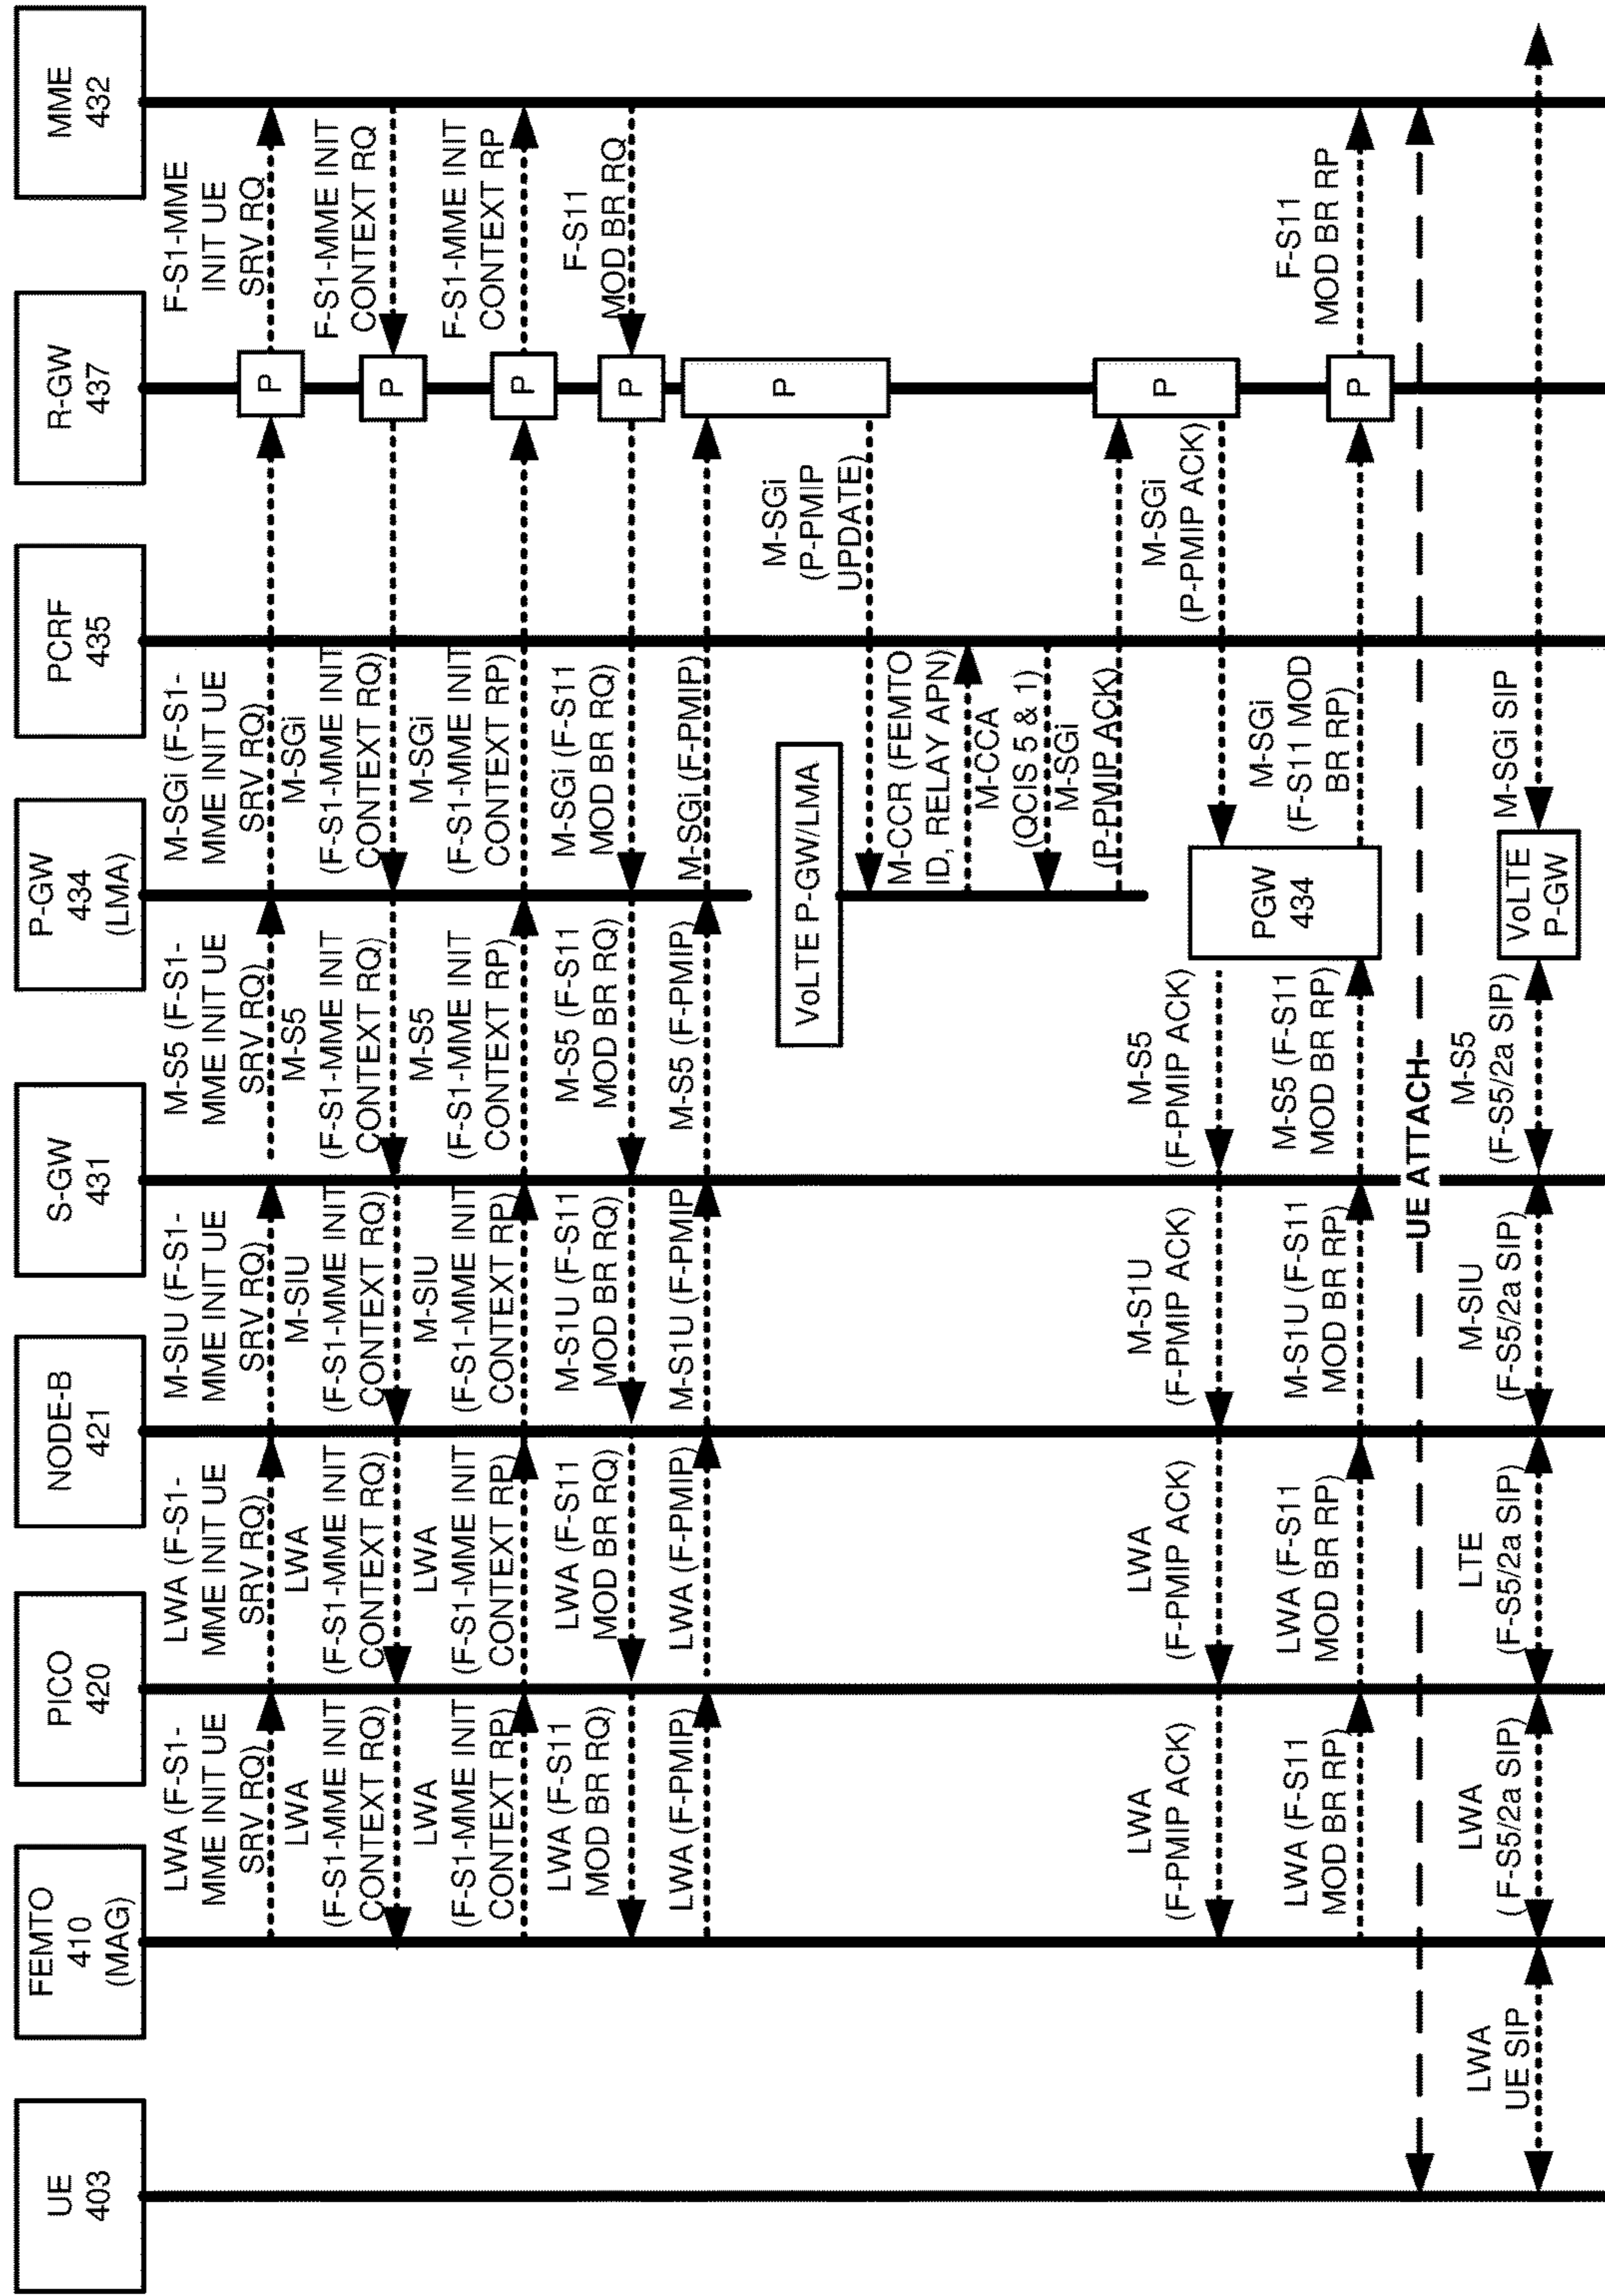 UE
403
FEMTO
410
(MAG)
PICO
420
NODE-B
421
S-GW
431
P-GW
434
(LMA)
PCRF
435
R-GW
437
MME
432
LWA (F-S1-
MME INIT UE
SRV RQ)
LWA (F-S1-
MME INIT UE
SRV RQ)
M-SIU (F-S1-
MME INIT UE
SRV RQ)
M-S5 (F-S1-
MME INIT UE
SRV RQ)
M-SGi (F-S1-
MME INIT UE
SRV RQ)
P
F-S1-MME
INIT UE
SRV RQ
LWA
(F-S1-MME INIT
CONTEXT RQ)
LWA
(F-S1-MME INIT
CONTEXT RQ)
M-SIU
(F-S1-MME INIT
CONTEXT RQ)
M-S5
(F-S1-MME INIT
CONTEXT RQ)
M-SGi
(F-S1-MME INIT
CONTEXT RQ)
P
F-S1-MME INIT
CONTEXT RQ
LWA
(F-S1-MME INIT
CONTEXT RP)
LWA
(F-S1-MME INIT
CONTEXT RP)
M-SIU
(F-S1-MME INIT
CONTEXT RP)
M-S5
(F-S1-MME INIT
CONTEXT RP)
M-SGi
(F-S1-MME INIT
CONTEXT RP)
P
F-S1-MME INIT
CONTEXT RP
LWA (F-S11
MOD BR RQ)
LWA (F-S11
MOD BR RQ)
M-S1U (F-S11
MOD BR RQ)
M-S5 (F-S11
MOD BR RQ)
M-SGi (F-S11
MOD BR RQ)
P
F-S11
MOD BR RQ
LWA (F-PMIP)
LWA (F-PMIP)
M-S1U (F-PMIP
M-S5 (F-PMIP)
M-SGi (F-PMIP)
P
VoLTE P-GW/LMA
M-SGi
(P-PMIP
UPDATE)
M-CCR (FEMTO
ID, RELAY APN)
M-CCA
(QCIS 5 & 1)
M-SGi
(P-PMIP ACK)
P
LWA
(F-PMIP ACK)
LWA
(F-PMIP ACK)
M-S1U
(F-PMIP ACK)
M-S5
(F-PMIP ACK)
PGW
434
M-SGi
(P-PMIP ACK)
LWA (F-S11
MOD BR RP)
LWA (F-S11
MOD BR RP)
M-S1U (F-S11
MOD BR RP)
M-S5 (F-S11
MOD BR RP)
M-SGi
(F-S11 MOD
BR RP)
P
F-S11
MOD BR RP
UE ATTACH
LWA
UE SIP
LWA
( F-S5/2a SIP)
LTE
(F-S5/2a SIP)
M-SIU
(F-S5/2a SIP)
M-S5
(F-S5/2a SIP)
VoLTE
P-GW
M-SGi SIP